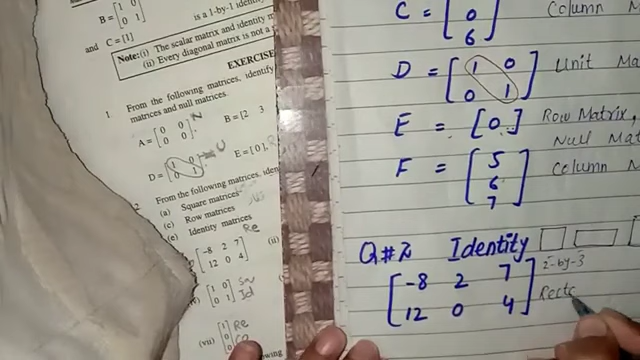 B = [1 0
0 1]
is a 1-by-1 identity m
and C = [1]
Note: (i) The scalar matrix and identity m
(ii) Every diagonal matrix is not a
EXERCISE
1. From the following matrices, identify
matrices and null matrices.
A = [0 0
0 0], N B = [2 3
D = [1 0
0 1] = U E = [0],
2 From the following matrices, iden
(a) Square matrices
(c) Row matrices
(e) Identity matrices
[-8 2 7
12 0 4] Re (ii)
[1 0
0 1] Id
(vii) Re
C = [0
6] Column M
D = [1 0
0 1] Unit Ma
E = [0] Row Matrix,
Null Mat
F = [5
6
7] Column M
Q#2 Identity
[-8 2 7
12 0 4] 2-by-3
Recta